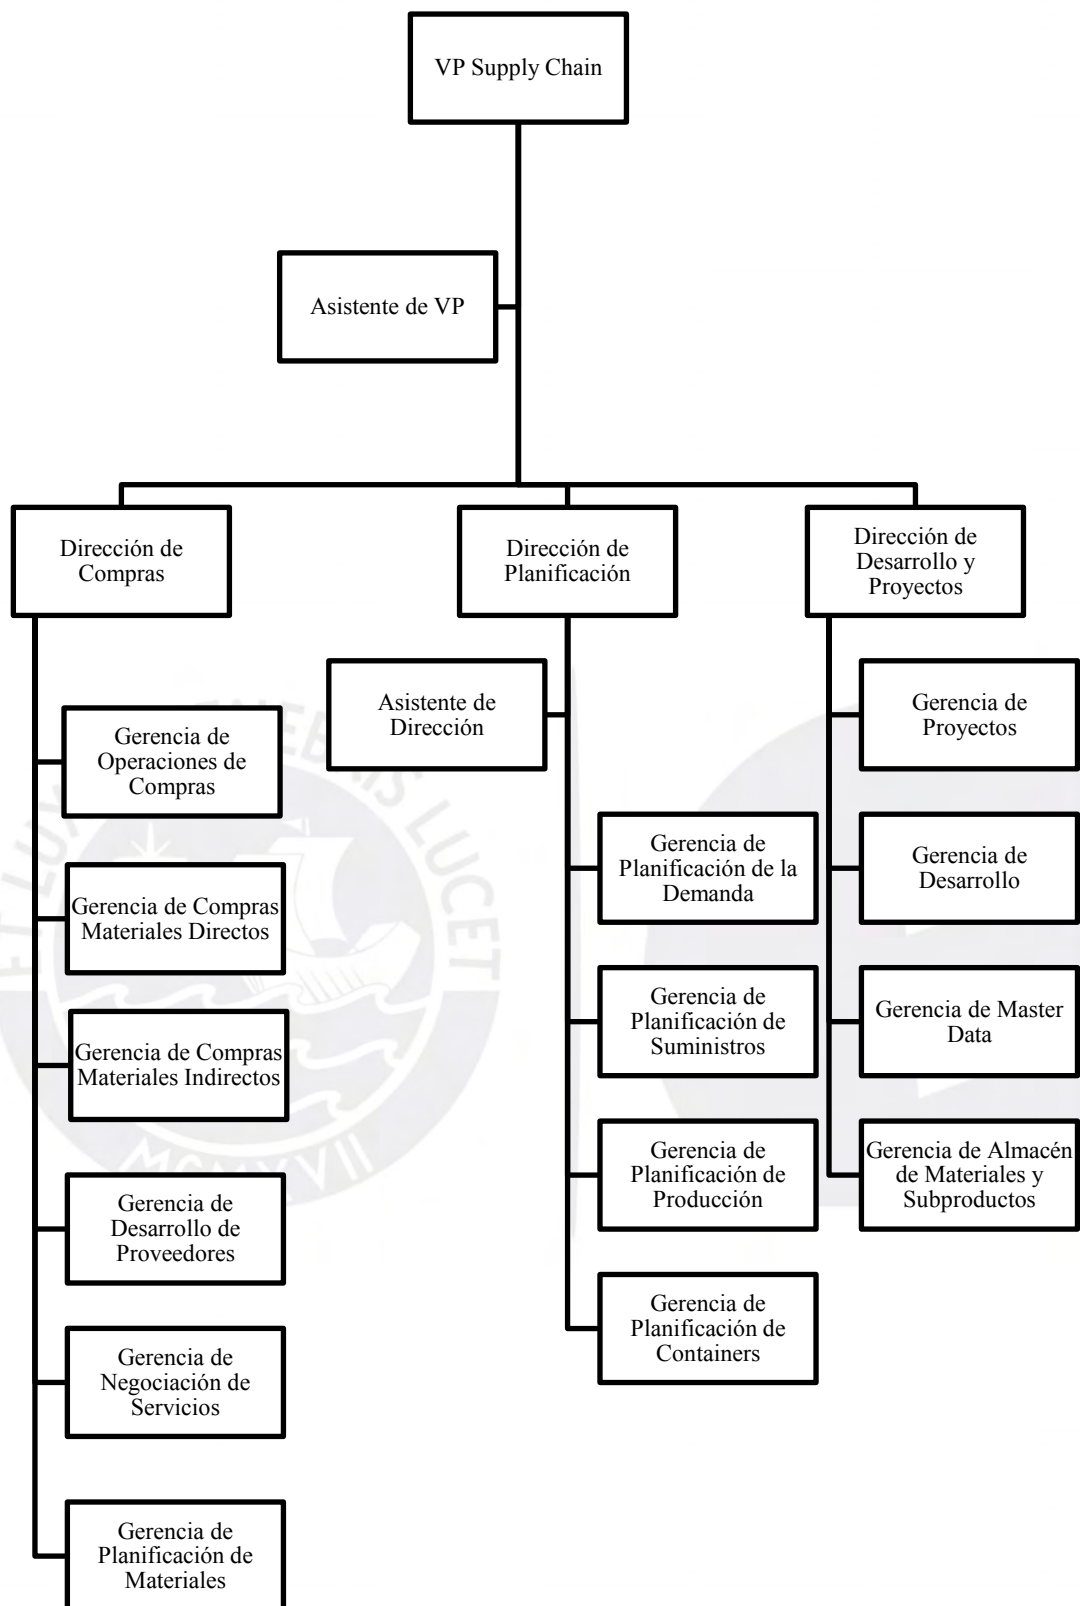 VP Supply Chain
Asistente de VP
Dirección de
Compras
Dirección de
Planificación
Dirección de
Desarrollo y
Proyectos
Gerencia de
Operaciones de
Compras
Gerencia de Compras
Materiales Directos
Gerencia de Compras
Materiales Indirectos
Gerencia de
Desarrollo de
Proveedores
Gerencia de
Negociación de
Servicios
Gerencia de
Planificación de
Materiales
Asistente de
Dirección
Gerencia de
Planificación de la
Demanda
Gerencia de
Planificación de
Suministros
Gerencia de
Planificación de
Producción
Gerencia de
Planificación de
Containers
Gerencia de
Proyectos
Gerencia de
Desarrollo
Gerencia de Master
Data
Gerencia de Almacén
de Materiales y
Subproductos
ET LUX
LUCET
MCMXVII